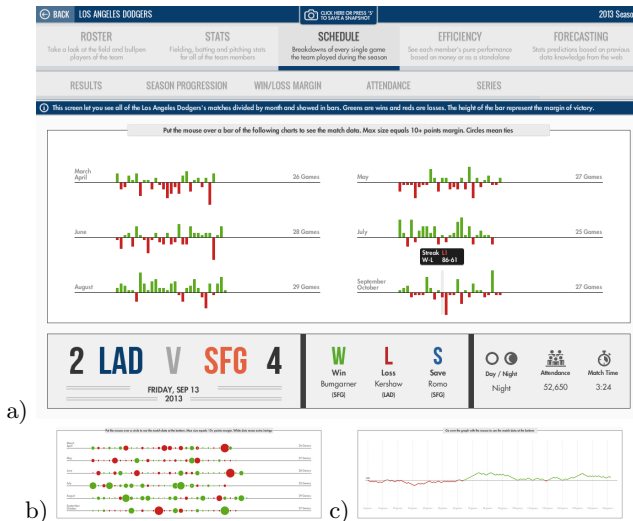 BACK LOS ANGELES DODGERS
CLICK HERE OR PRESS 'S'
TO SAVE A SNAPSHOT
2013 Seaso
ROSTER
Take a look at the field and bullpen
players of the team
STATS
Fielding, batting and pitching stats
for all of the team members
SCHEDULE
Breakdowns of every single game
the team played during the season
EFFICIENCY
See each member's pure performance
based on money or as a standalone
FORECASTING
Stats predictions based on previous
data knowledge from the web
RESULTS SEASON PROGRESSION WIN/LOSS MARGIN ATTENDANCE SERIES
This screen let you see all of the Los Angeles Dodgers's matches divided by month and showed in bars. Greens are wins and reds are losses. The height of the bar represent the margin of victory.
Put the mouse over a bar of the following charts to see the match data. Max size equals 10+ points margin. Circles mean ties
March
April
26 Games
May
27 Games
June
28 Games
July
25 Games
Streak L1
W-L 86-61
August
29 Games
September
October
27 Games
2 LAD V SFG 4
FRIDAY, SEP 13
2013
W
Win
Bumgarner
(SFG)
L
Loss
Kershaw
(LAD)
S
Save
Romo
(SFG)
Day / Night
Night
Attendance
52,650
Match Time
3:24
a)
b)
c)